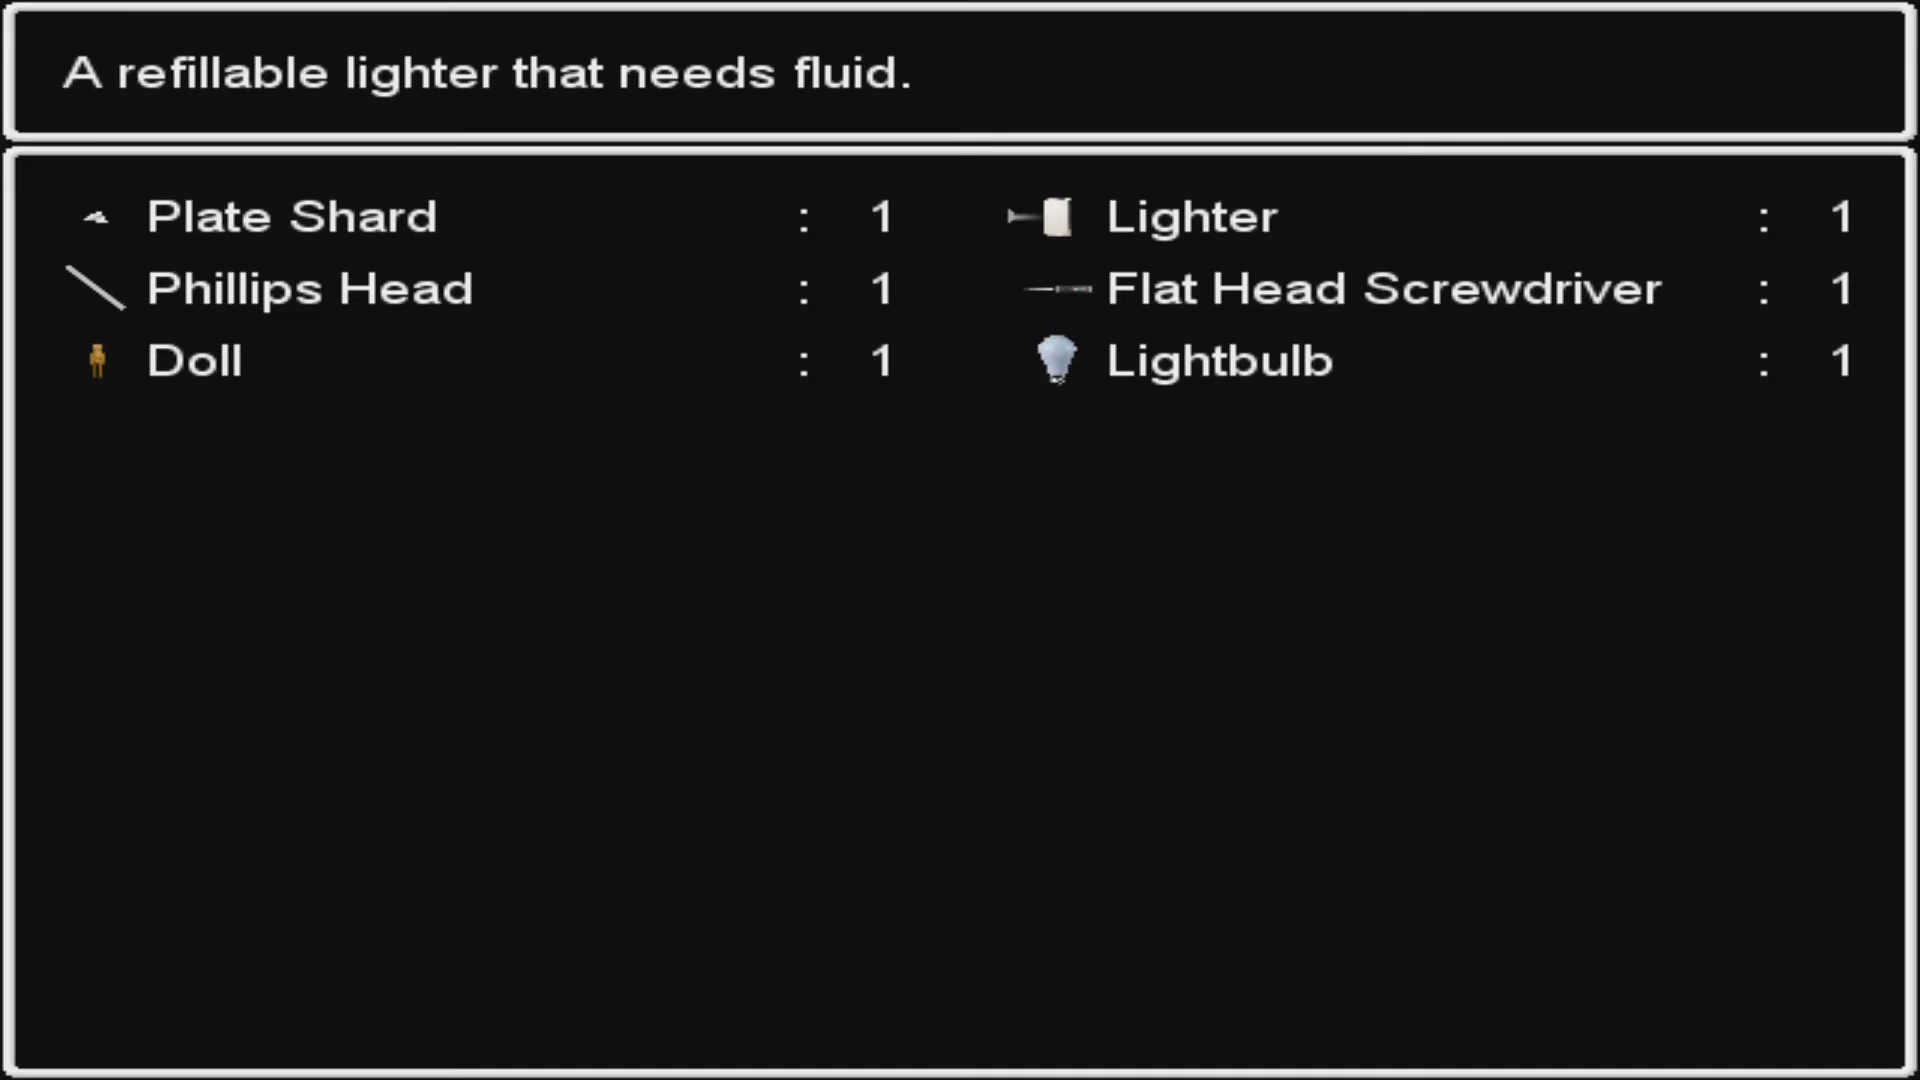 A refillable lighter that needs fluid.
Plate Shard : 1 Lighter : 1
Phillips Head : 1 Flat Head Screwdriver : 1
Doll : 1 Lightbulb : 1